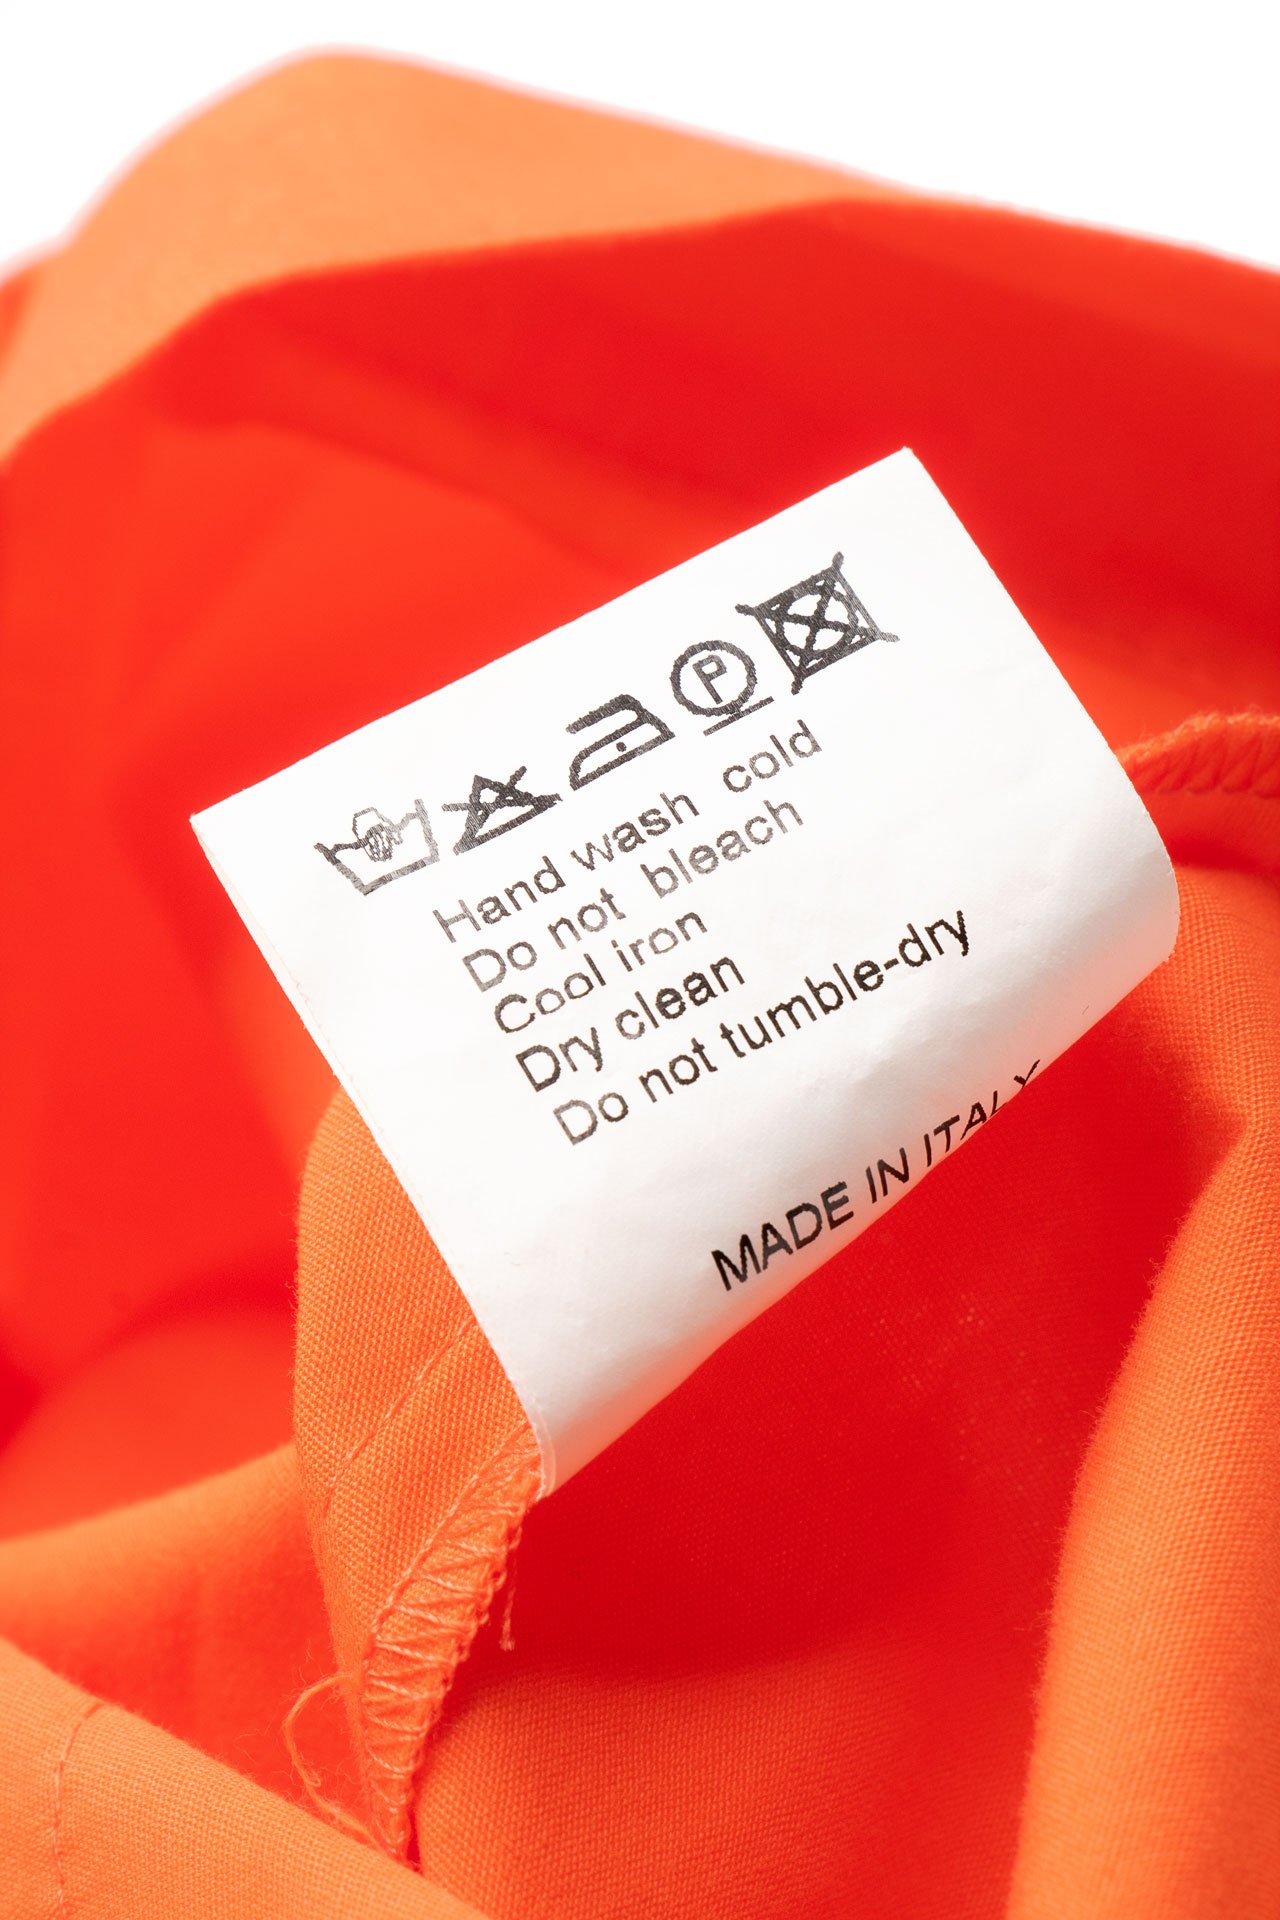 P
Hand wash cold
Do not bleach
Cool iron
Dry clean
Do not tumble-dry
MADE IN ITALY